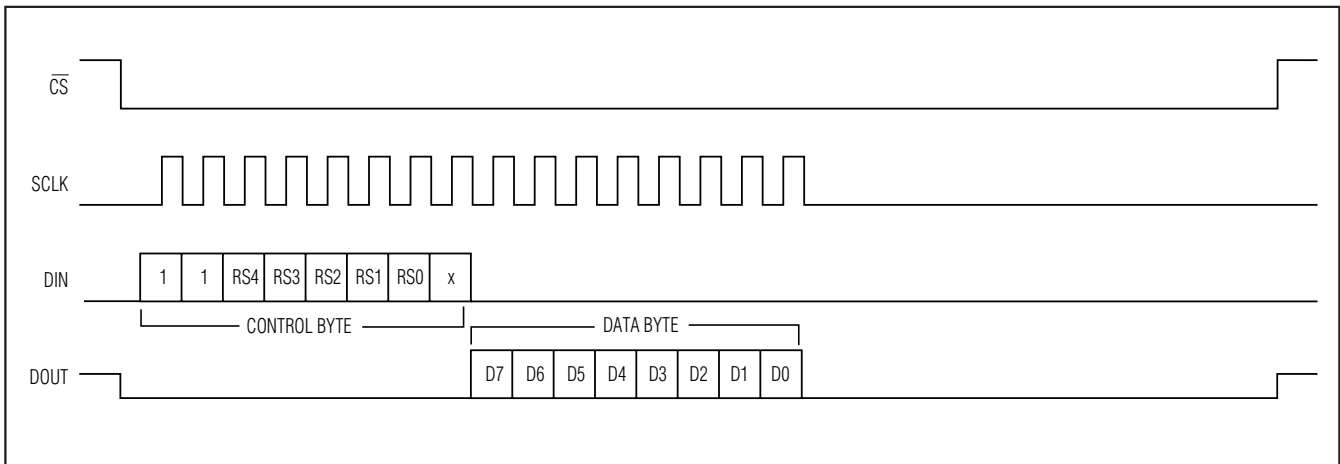 CS
SCLK
DIN 1 1 RS4 RS3 RS2 RS1 RS0 x
CONTROL BYTE DATA BYTE
DOUT D7 D6 D5 D4 D3 D2 D1 D0